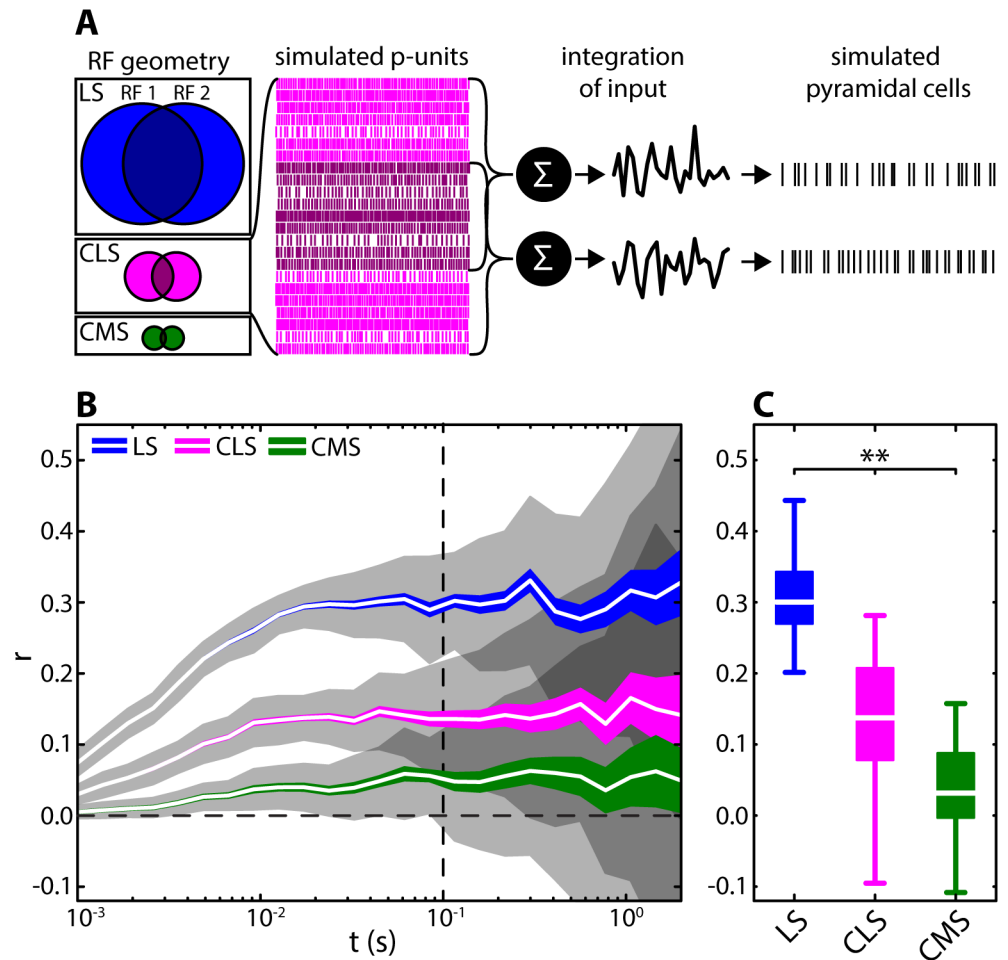 A
RF geometry
simulated p-units
integration
of input
simulated
pyramidal cells
LS
RF 1
RF 2
CLS
CMS
Σ
Σ
B
LS
CLS
CMS
r
0.5
0.4
0.3
0.2
0.1
0.0
-0.1
10⁻³
10⁻²
10⁻¹
10⁰
t (s)
C
**
0.5
0.4
0.3
0.2
0.1
0.0
-0.1
LS
CLS
CMS